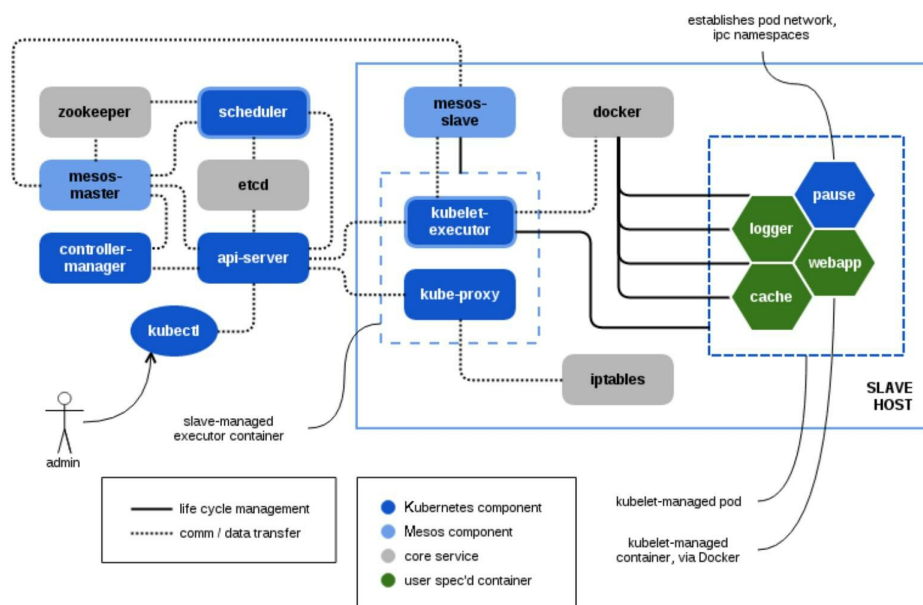 establishes pod network,
ipc namespaces
zookeeper
scheduler
mesos-
slave
docker
mesos-
master
etcd
pause
kubelet-
executor
logger
controller-
manager
api-server
webapp
kube-proxy
cache
kubectl
iptables
SLAVE
HOST
slave-managed
executor container
admin
life cycle management
comm / data transfer
Kubernetes component
Mesos component
core service
user spec'd container
kubelet-managed pod
kubelet-managed
container, via Docker